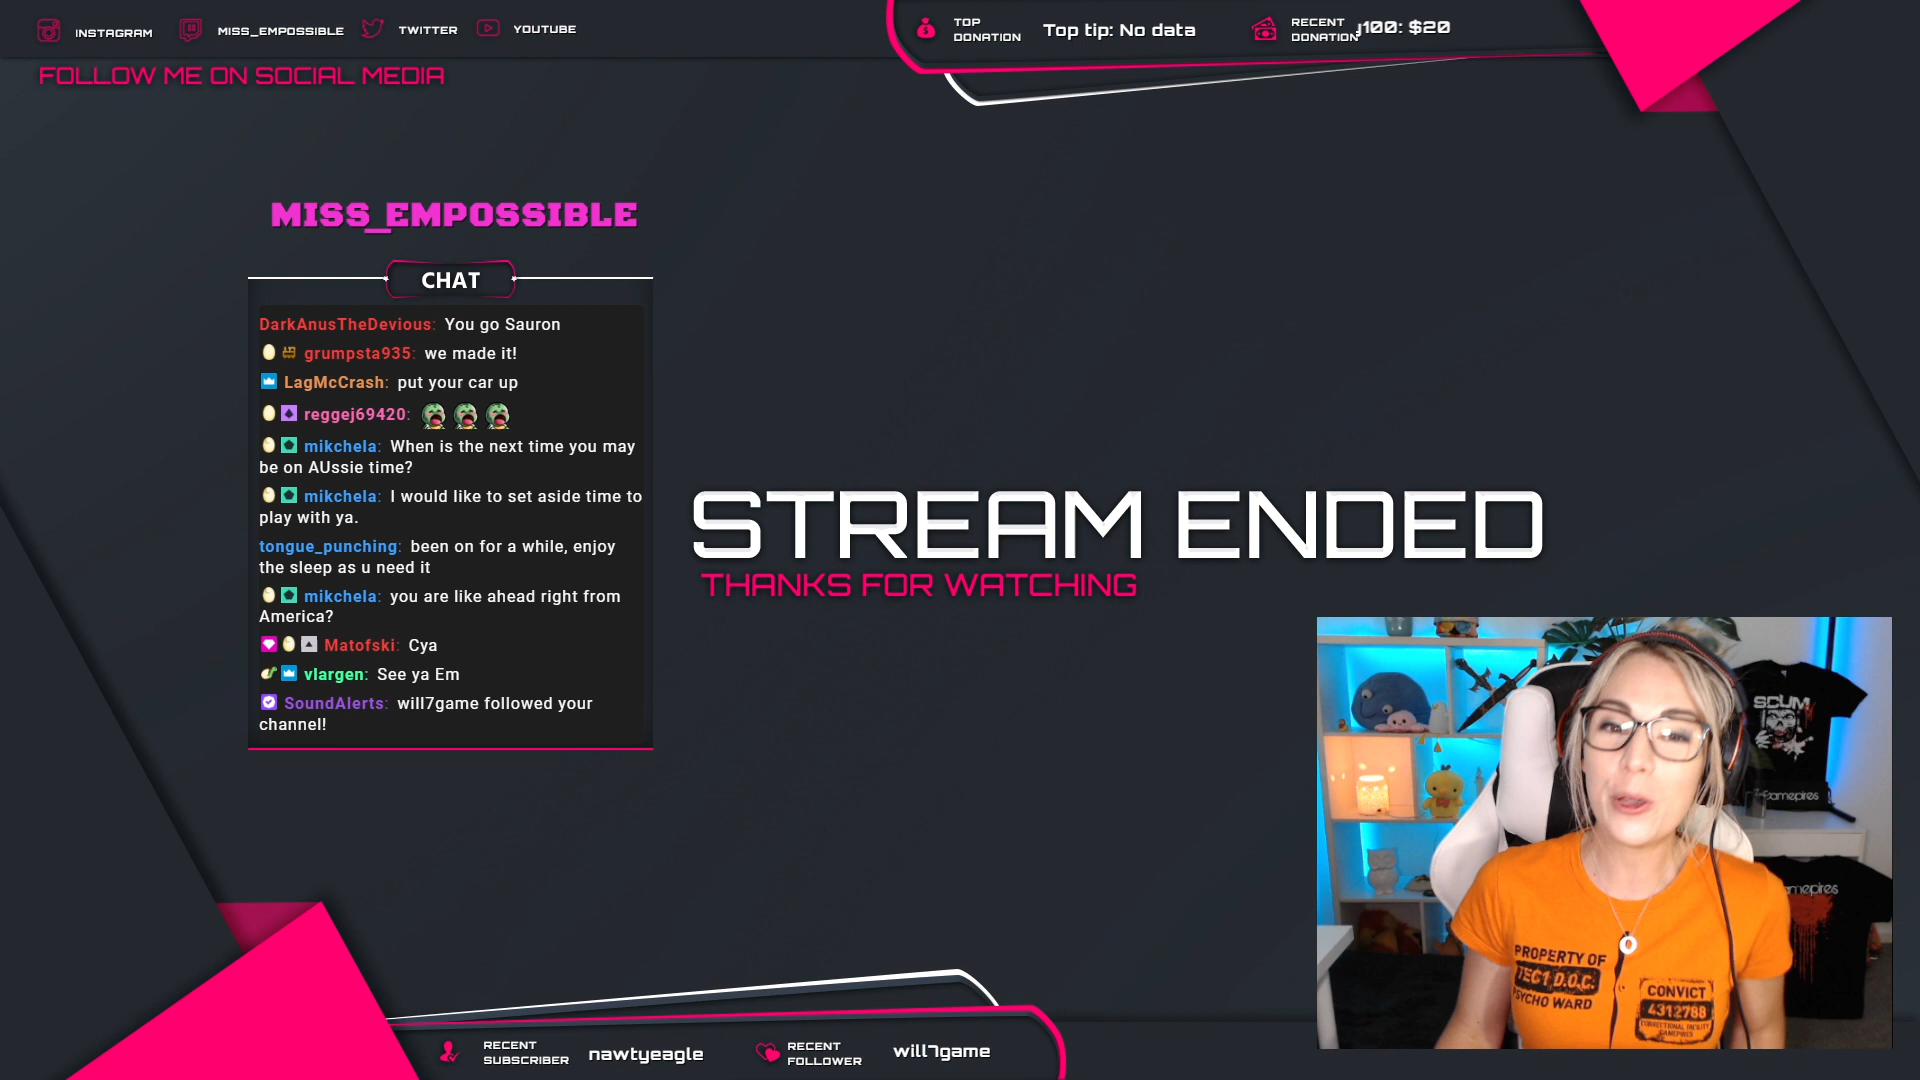 INSTAGRAM
MISS_EMPOSSIBLE
TWITTER
YOUTUBE
TOP
DONATION
Top tip: No data
RECENT
DONATION
100: $20
FOLLOW ME ON SOCIAL MEDIA
MISS_EMPOSSIBLE
CHAT
DarkAnusTheDevious: You go Sauron
grumpsta935: we made it!
LagMcCrash: put your car up
reggej69420:
mikchela: When is the next time you may
be on AUssie time?
mikchela: I would like to set aside time to
play with ya.
tongue_punching: been on for a while, enjoy
the sleep as u need it
mikchela: you are like ahead right from
America?
Matofski: Cya
vlargen: See ya Em
SoundAlerts: will7game followed your
channel!
STREAM ENDED
THANKS FOR WATCHING
SCUM
Gamepires
mepires
PROPERTY OF
TEC1 D.O.C.
PSYCHO WARD
CONVICT
4312788
CORRECTIONAL FACILITY
GAMEPIRES
RECENT
SUBSCRIBER
nawtyeagle
RECENT
FOLLOWER
will7game